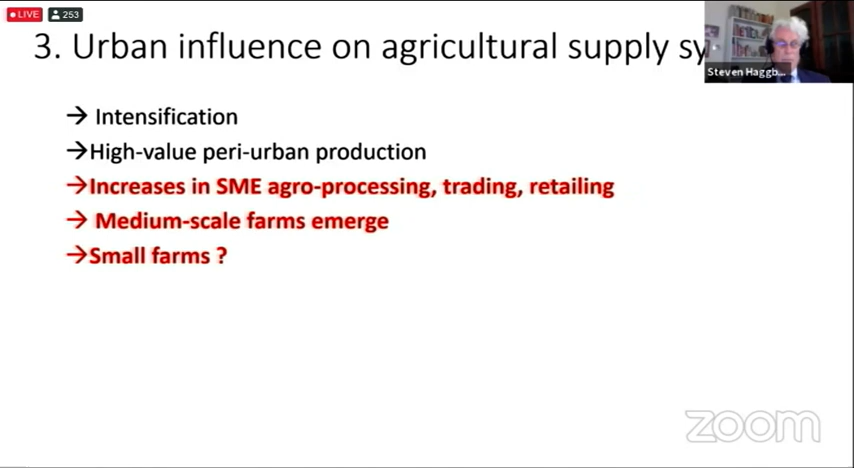 LIVE 253
3. Urban influence on agricultural supply sy
Steven Haggb...
→ Intensification
→High-value peri-urban production
→Increases in SME agro-processing, trading, retailing
→ Medium-scale farms emerge
→Small farms ?
zoom